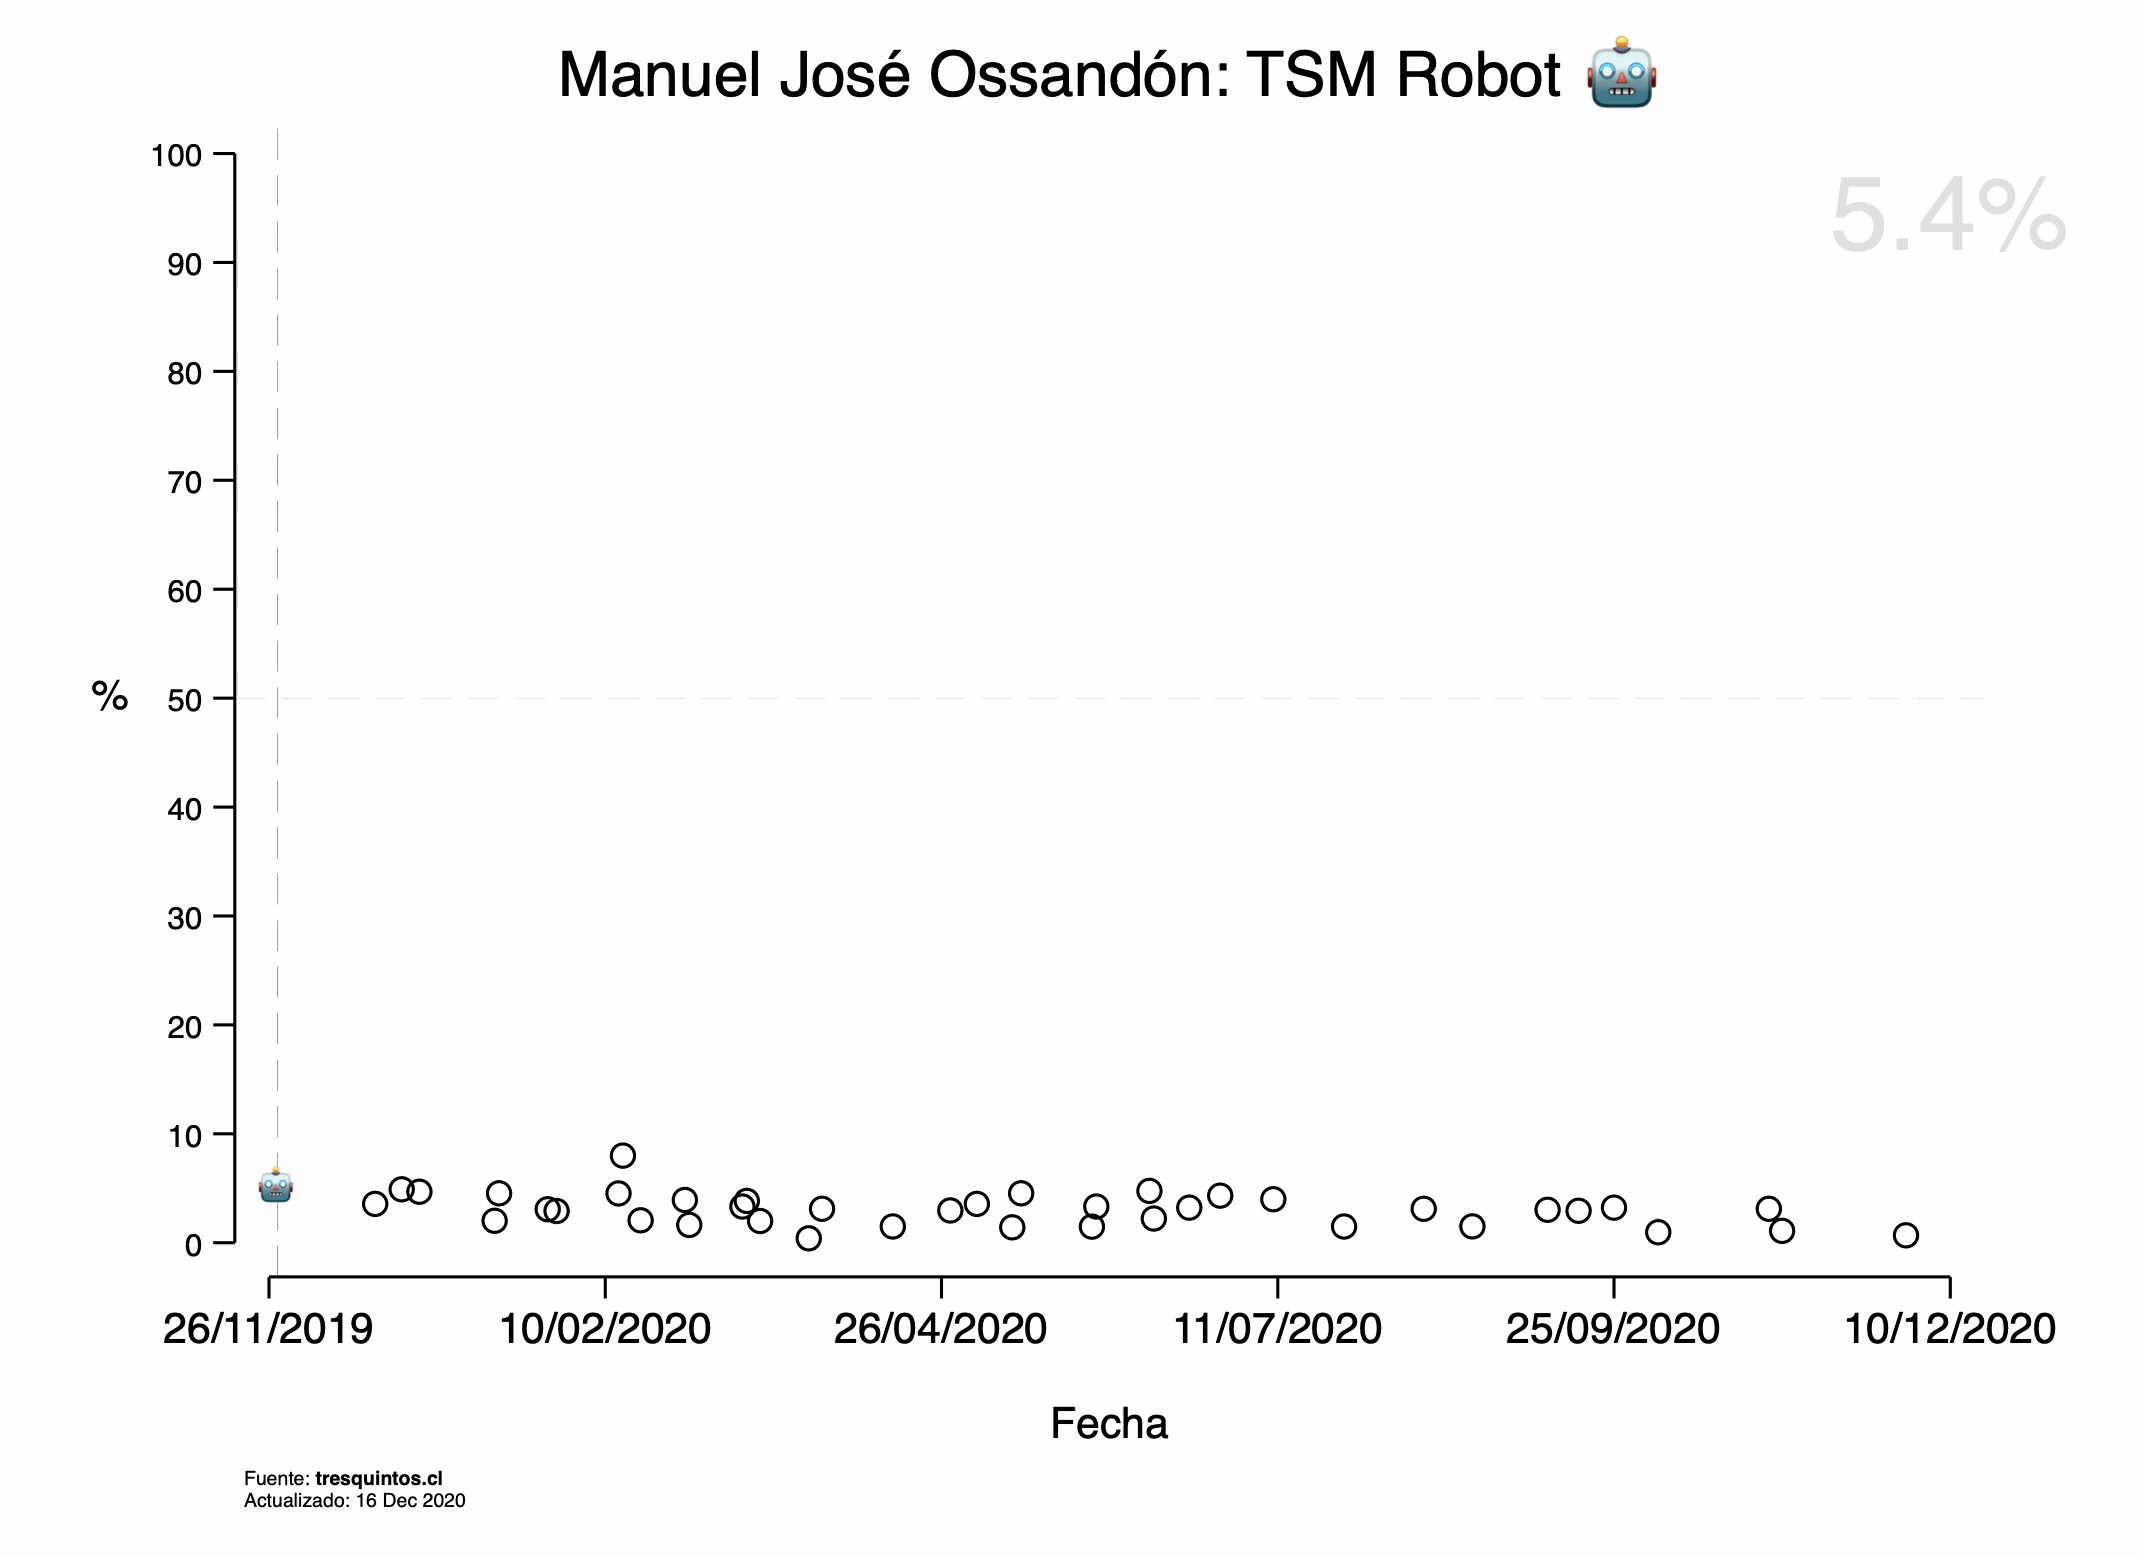 Manuel José Ossandón: TSM Robot 🤖
5.4%
100
90
80
70
60
50
40
30
20
10
0
%
26/11/2019 10/02/2020 26/04/2020 11/07/2020 25/09/2020 10/12/2020
Fecha
Fuente: tresquintos.cl
Actualizado: 16 Dec 2020